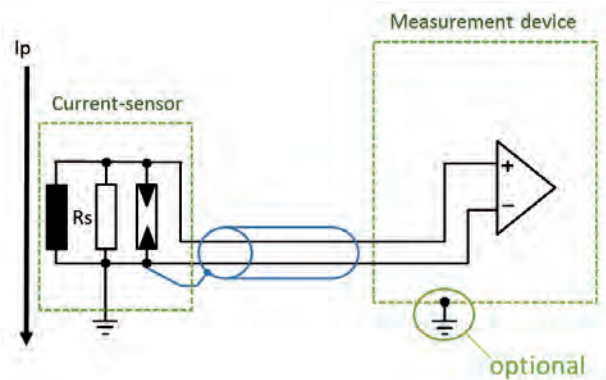 Measurement device
Ip
Current-sensor
Rs
+
−
optional